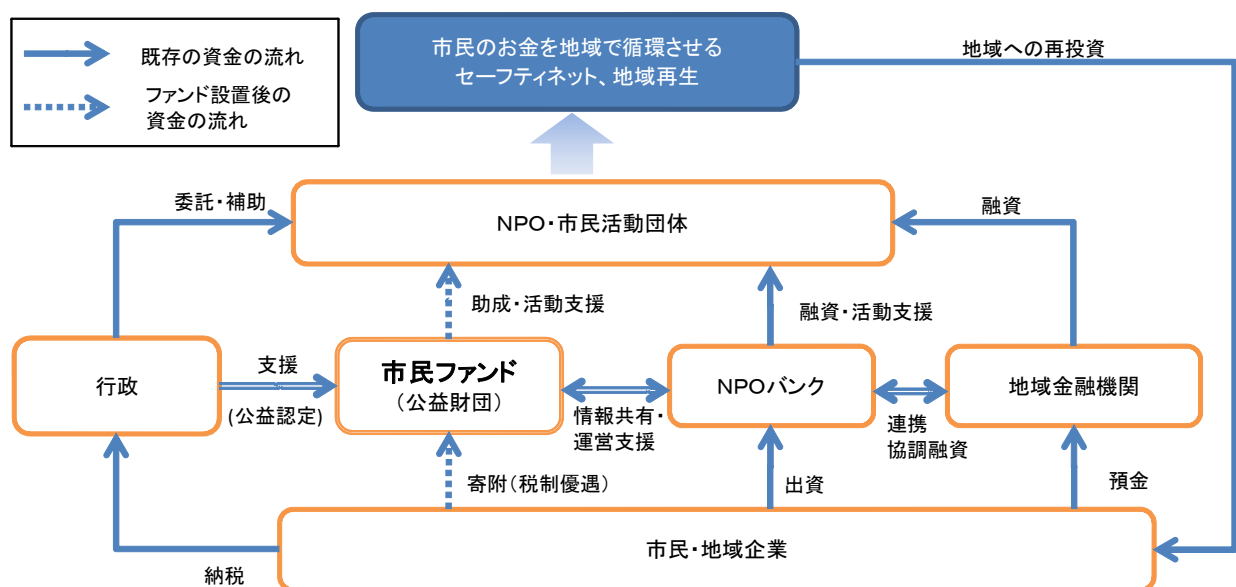 既存の資金の流れ
ファンド設置後の
資金の流れ
市民のお金を地域で循環させる
セーフティネット、地域再生
地域への再投資
委託・補助
NPO・市民活動団体
融資
助成・活動支援
融資・活動支援
行政
支援
(公益認定)
市民ファンド
(公益財団)
情報共有・
運営支援
NPOバンク
連携
協調融資
地域金融機関
寄附(税制優遇)
出資
預金
市民・地域企業
納税